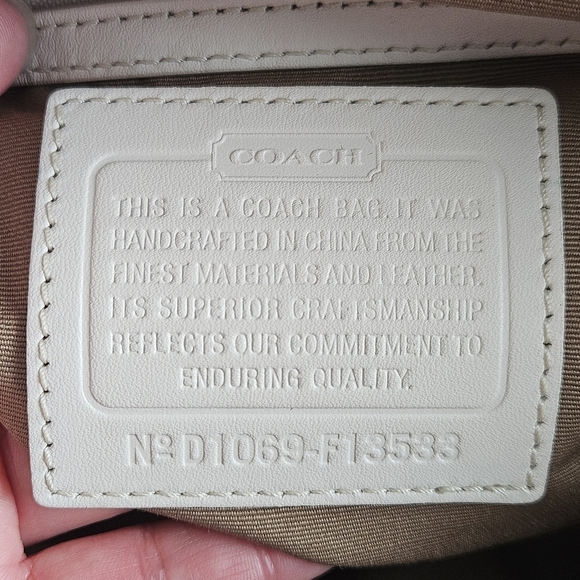 COACH
THIS IS A COACH BAG. IT WAS
HANDCRAFTED IN CHINA FROM THE
FINEST MATERIALS AND LEATHER.
ITS SUPERIOR CRAFTSMANSHIP
REFLECTS OUR COMMITMENT TO
ENDURING QUALITY.
Nº D1069-F13533